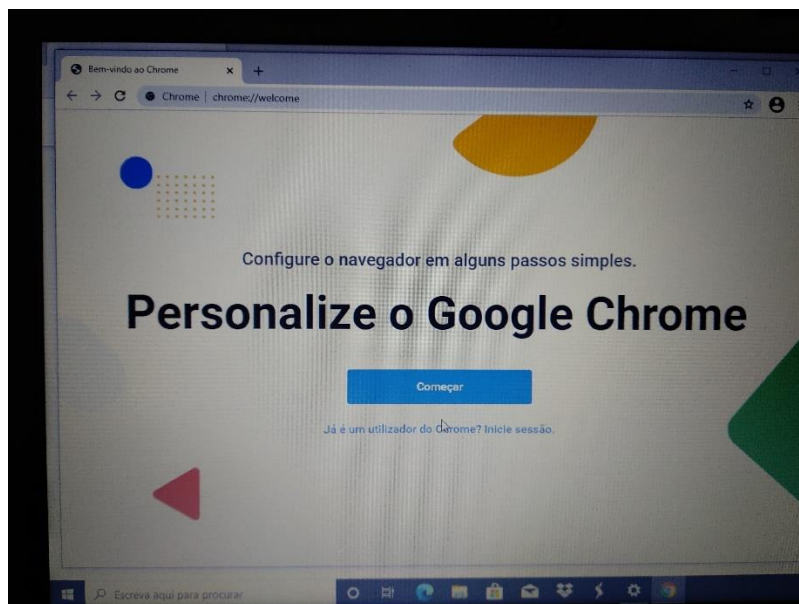 Bem-vindo ao Chrome
Chrome | chrome://welcome
Configure o navegador em alguns passos simples.
Personalize o Google Chrome
Começar
Já é um utilizador do Chrome? Inicie sessão.
Escreva aqui para procurar